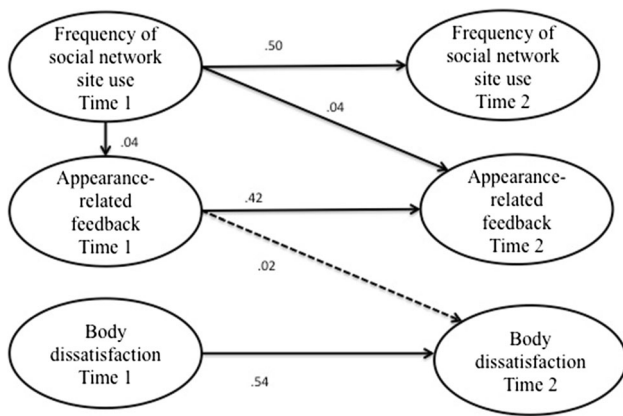 Frequency of
social network
site use
Time 1
.50
Frequency of
social network
site use
Time 2
.04
.04
Appearance-
related
feedback
Time 1
.42
Appearance-
related
feedback
Time 2
.02
Body
dissatisfaction
Time 1
.54
Body
dissatisfaction
Time 2